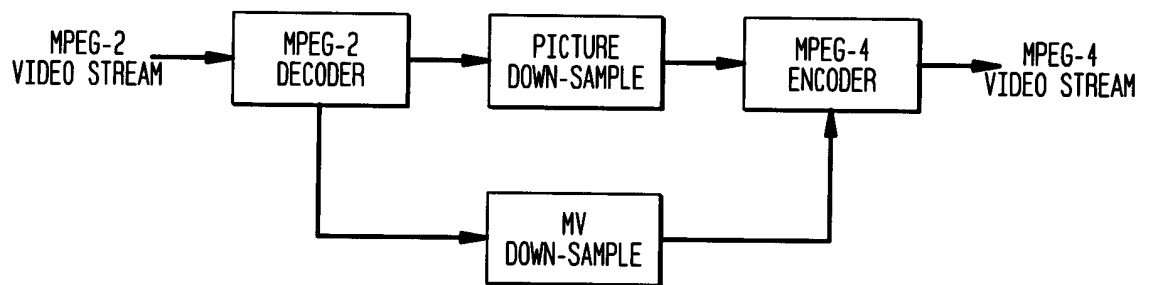 MPEG-2
VIDEO STREAM
MPEG-2
DECODER
PICTURE
DOWN-SAMPLE
MPEG-4
ENCODER
MPEG-4
VIDEO STREAM
MV
DOWN-SAMPLE